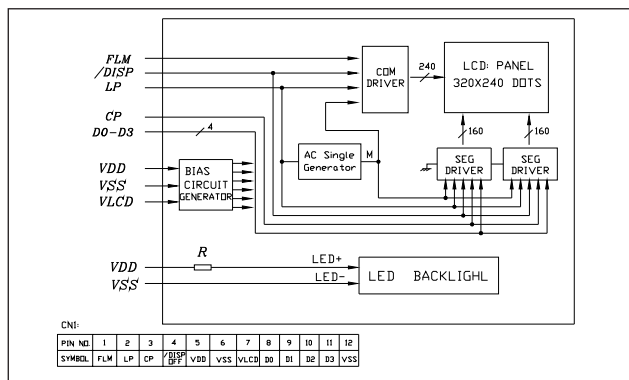 FLM
/DISP
LP
CP
D0-D3
4
VDD
VSS
VLCD
BIAS
CIRCUIT
GENERATOR
COM
DRIVER
240
LCD: PANEL
320X240 DOTS
160
160
AC Single
Generator
M
SEG
DRIVER
SEG
DRIVER
VDD
VSS
R
LED+
LED-
LED BACKLIGHL
CN1:
PIN NO. 1 2 3 4 5 6 7 8 9 10 11 12
SYMBOL FLM LP CP /DISP OFF VDD VSS VLCD D0 D1 D2 D3 VSS